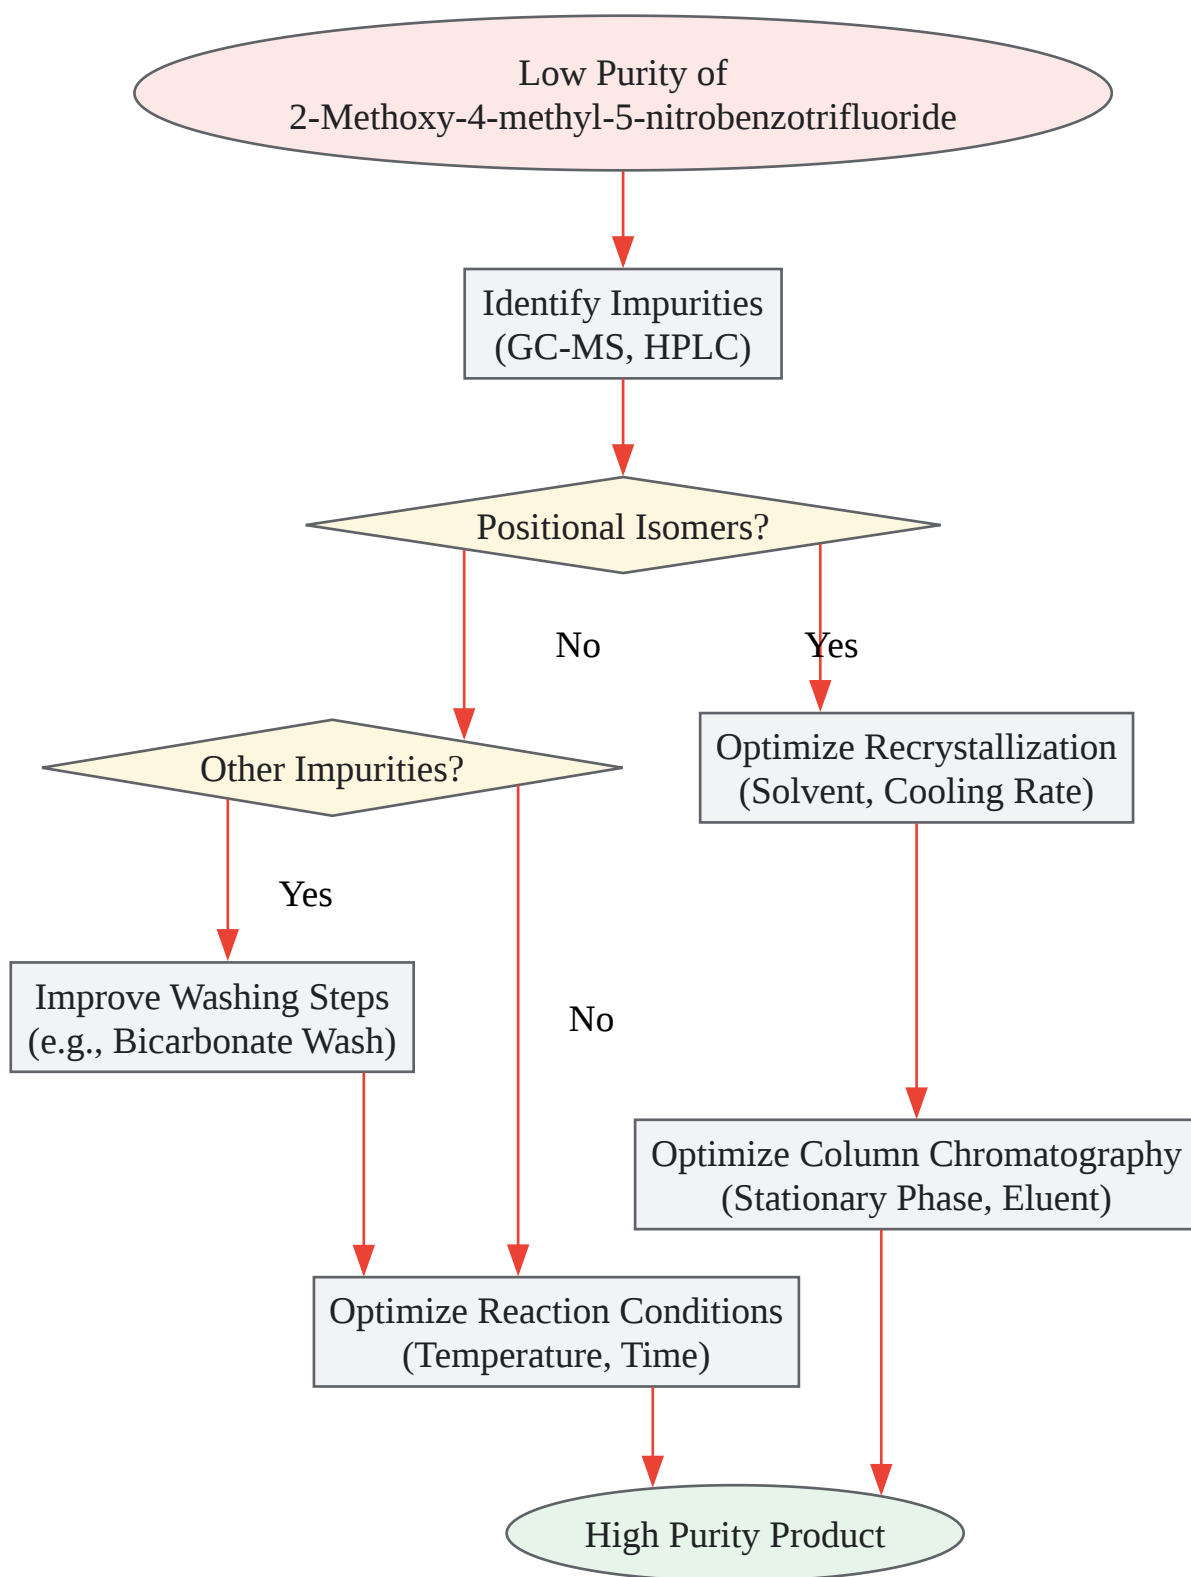 Low Purity of
2-Methoxy-4-methyl-5-nitrobenzotrifluoride
Identify Impurities
(GC-MS, HPLC)
Positional Isomers?
No
Yes
Optimize Recrystallization
(Solvent, Cooling Rate)
Other Impurities?
Yes
Improve Washing Steps
(e.g., Bicarbonate Wash)
No
Optimize Column Chromatography
(Stationary Phase, Eluent)
Optimize Reaction Conditions
(Temperature, Time)
High Purity Product